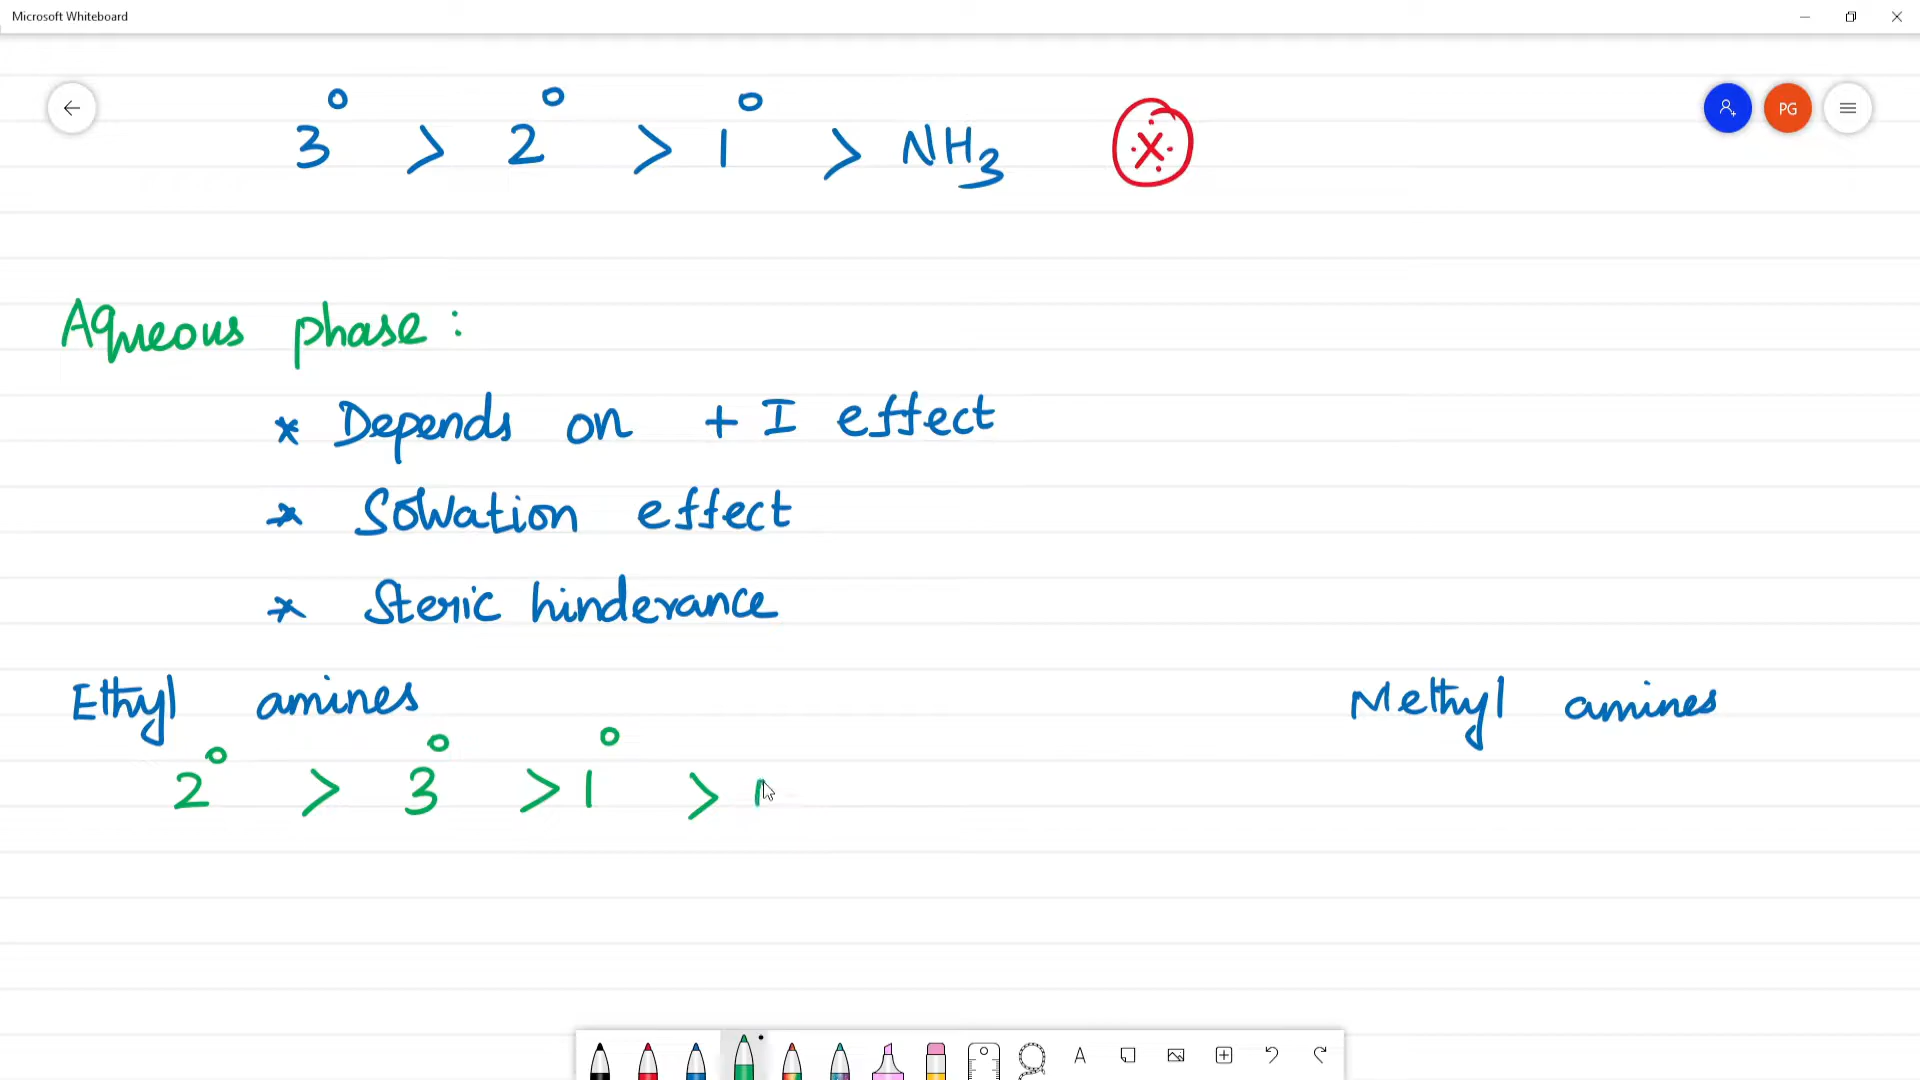 Microsoft Whiteboard
PG
3° > 2° > 1° > NH₃ ⓧ
Aqueous phase :
* Depends on + I effect
* Solvation effect
* Steric hinderance
Ethyl amines
Methyl amines
2° > 3° > 1° >
A